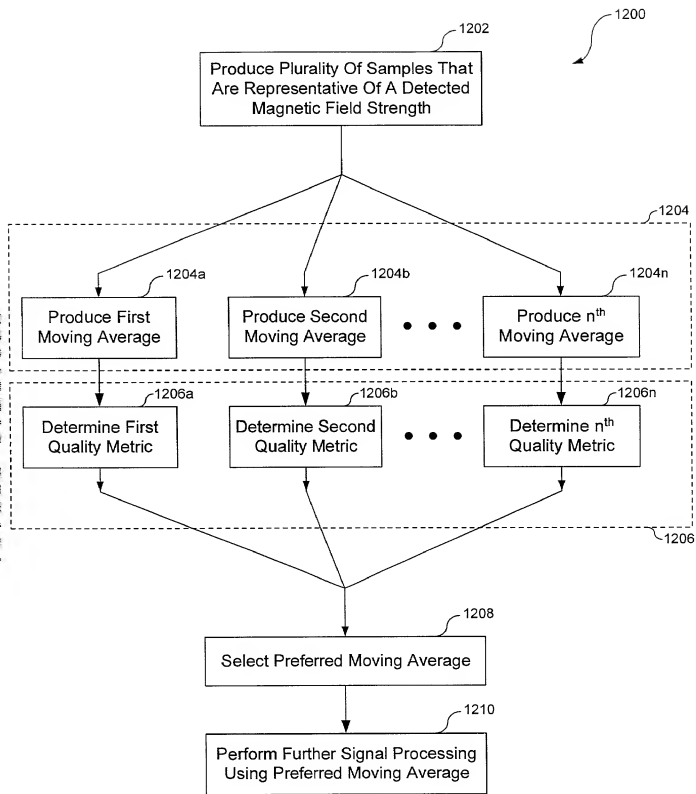 1200
1202
Produce Plurality Of Samples That
Are Representative Of A Detected
Magnetic Field Strength
1204
1204a
1204b
1204n
Produce First
Moving Average
Produce Second
Moving Average
• • •
Produce nth
Moving Average
1206a
1206b
1206n
Determine First
Quality Metric
Determine Second
Quality Metric
• • •
Determine nth
Quality Metric
1206
1208
Select Preferred Moving Average
1210
Perform Further Signal Processing
Using Preferred Moving Average